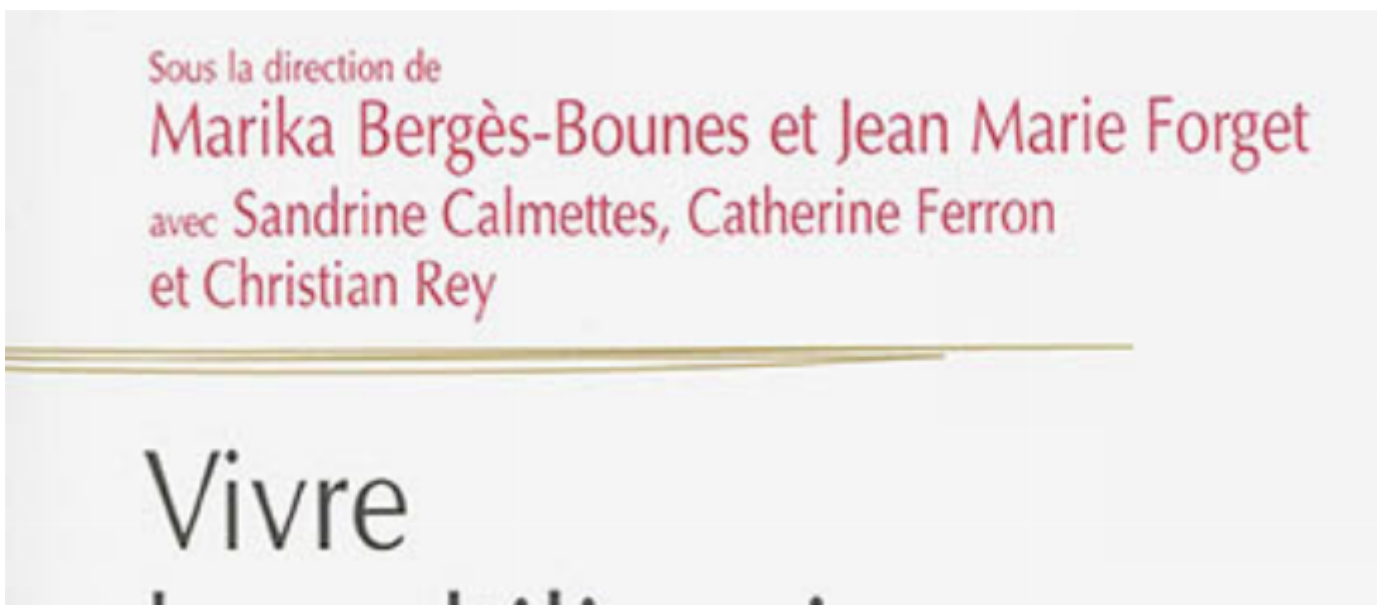 Sous la direction de
Marika Bergès-Bounes et Jean Marie Forget
avec Sandrine Calmettes, Catherine Ferron
et Christian Rey
Vivre